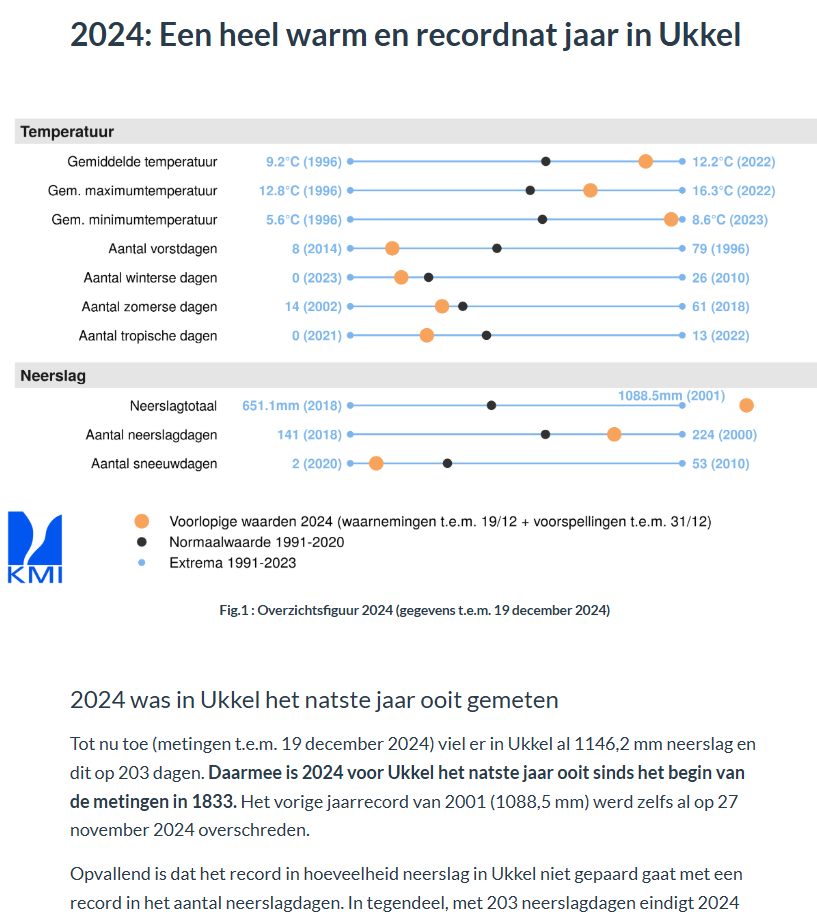 2024: Een heel warm en recordnat jaar in Ukkel
Temperatuur
Gemiddelde temperatuur 9.2°C (1996) 12.2°C (2022)
Gem. maximumtemperatuur 12.8°C (1996) 16.3°C (2022)
Gem. minimumtemperatuur 5.6°C (1996) 8.6°C (2023)
Aantal vorstdagen 8 (2014) 79 (1996)
Aantal winterse dagen 0 (2023) 26 (2010)
Aantal zomerse dagen 14 (2002) 61 (2018)
Aantal tropische dagen 0 (2021) 13 (2022)
Neerslag
Neerslagtotaal 651.1mm (2018) 1088.5mm (2001)
Aantal neerslagdagen 141 (2018) 224 (2000)
Aantal sneeuwdagen 2 (2020) 53 (2010)
Voorlopige waarden 2024 (waarnemingen t.e.m. 19/12 + voorspellingen t.e.m. 31/12)
Normaalwaarde 1991-2020
Extrema 1991-2023
KMI
Fig.1 : Overzichtsfiguur 2024 (gegevens t.e.m. 19 december 2024)
2024 was in Ukkel het natste jaar ooit gemeten
Tot nu toe (metingen t.e.m. 19 december 2024) viel er in Ukkel al 1146,2 mm neerslag en
dit op 203 dagen. Daarmee is 2024 voor Ukkel het natste jaar ooit sinds het begin van
de metingen in 1833. Het vorige jaarrecord van 2001 (1088,5 mm) werd zelfs al op 27
november 2024 overschreden.
Opvallend is dat het record in hoeveelheid neerslag in Ukkel niet gepaard gaat met een
record in het aantal neerslagdagen. In tegendeel, met 203 neerslagdagen eindigt 2024